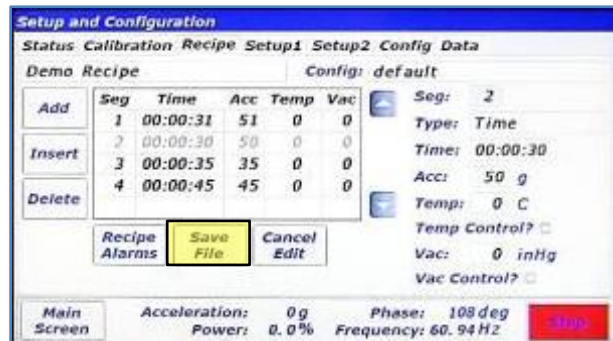 Setup and Configuration
Status Calibration Recipe Setup1 Setup2 Config Data
Demo Recipe Config: default
Add
Insert
Delete
Seg Time Acc Temp Vac
1 00:00:31 51 0 0
2 00:00:30 50 0 0
3 00:00:35 35 0 0
4 00:00:45 45 0 0
Recipe Alarms
Save File
Cancel Edit
Seg: 2
Type: Time
Time: 00:00:30
Acc: 50 g
Temp: 0 C
Temp Control?
Vac: 0 inHg
Vac Control?
Main Screen
Acceleration: 0 g
Power: 0.0%
Phase: 108 deg
Frequency: 60.94 HZ
Stop